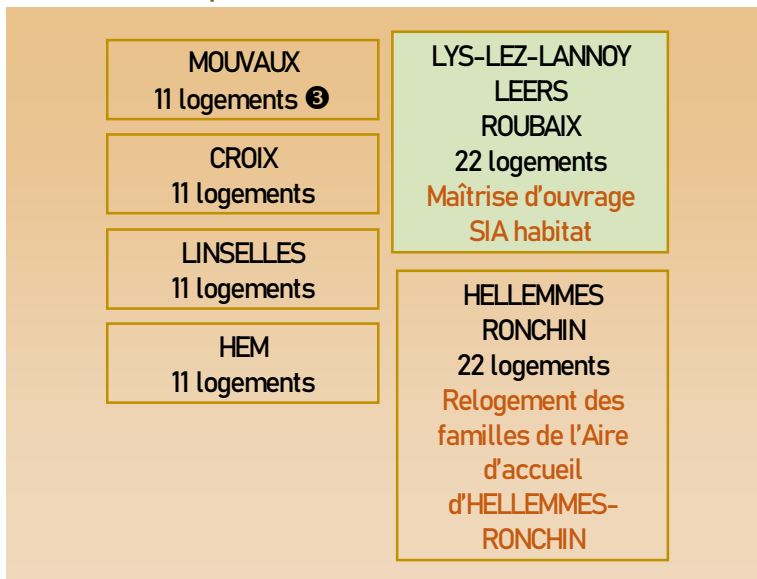 MOUVAUX
11 logements ❸
CROIX
11 logements
LINSELLES
11 logements
HEM
11 logements
LYS-LEZ-LANNOY
LEERS
ROUBAIX
22 logements
Maîtrise d'ouvrage
SIA habitat
HELLEMMES
RONCHIN
22 logements
Relogement des
familles de l'Aire
d'accueil
d'HELLEMMES-
RONCHIN